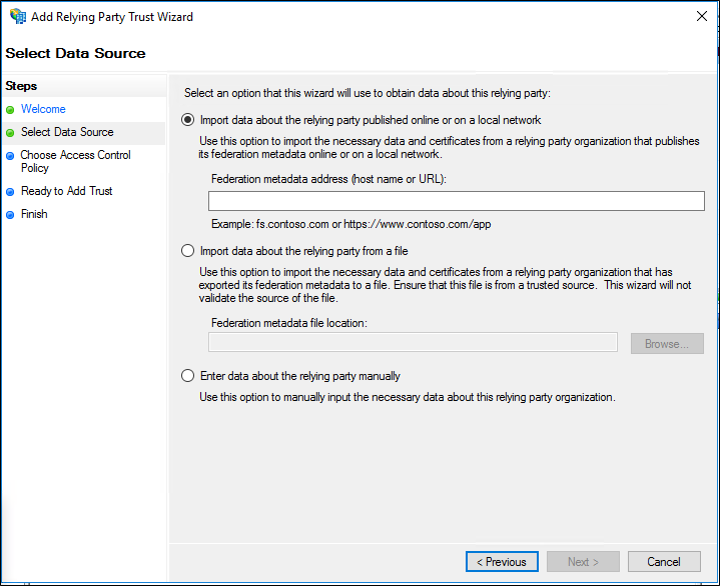 Add Relying Party Trust Wizard
Select Data Source
Steps
Welcome
Select Data Source
Choose Access Control
Policy
Ready to Add Trust
Finish
Select an option that this wizard will use to obtain data about this relying party:
Import data about the relying party published online or on a local network
Use this option to import the necessary data and certificates from a relying party organization that publishes
its federation metadata online or on a local network.
Federation metadata address (host name or URL):
Example: fs.contoso.com or https://www.contoso.com/app
Import data about the relying party from a file
Use this option to import the necessary data and certificates from a relying party organization that has
exported its federation metadata to a file. Ensure that this file is from a trusted source.  This wizard will not
validate the source of the file.
Federation metadata file location:
Browse...
Enter data about the relying party manually
Use this option to manually input the necessary data about this relying party organization.
< Previous
Next >
Cancel